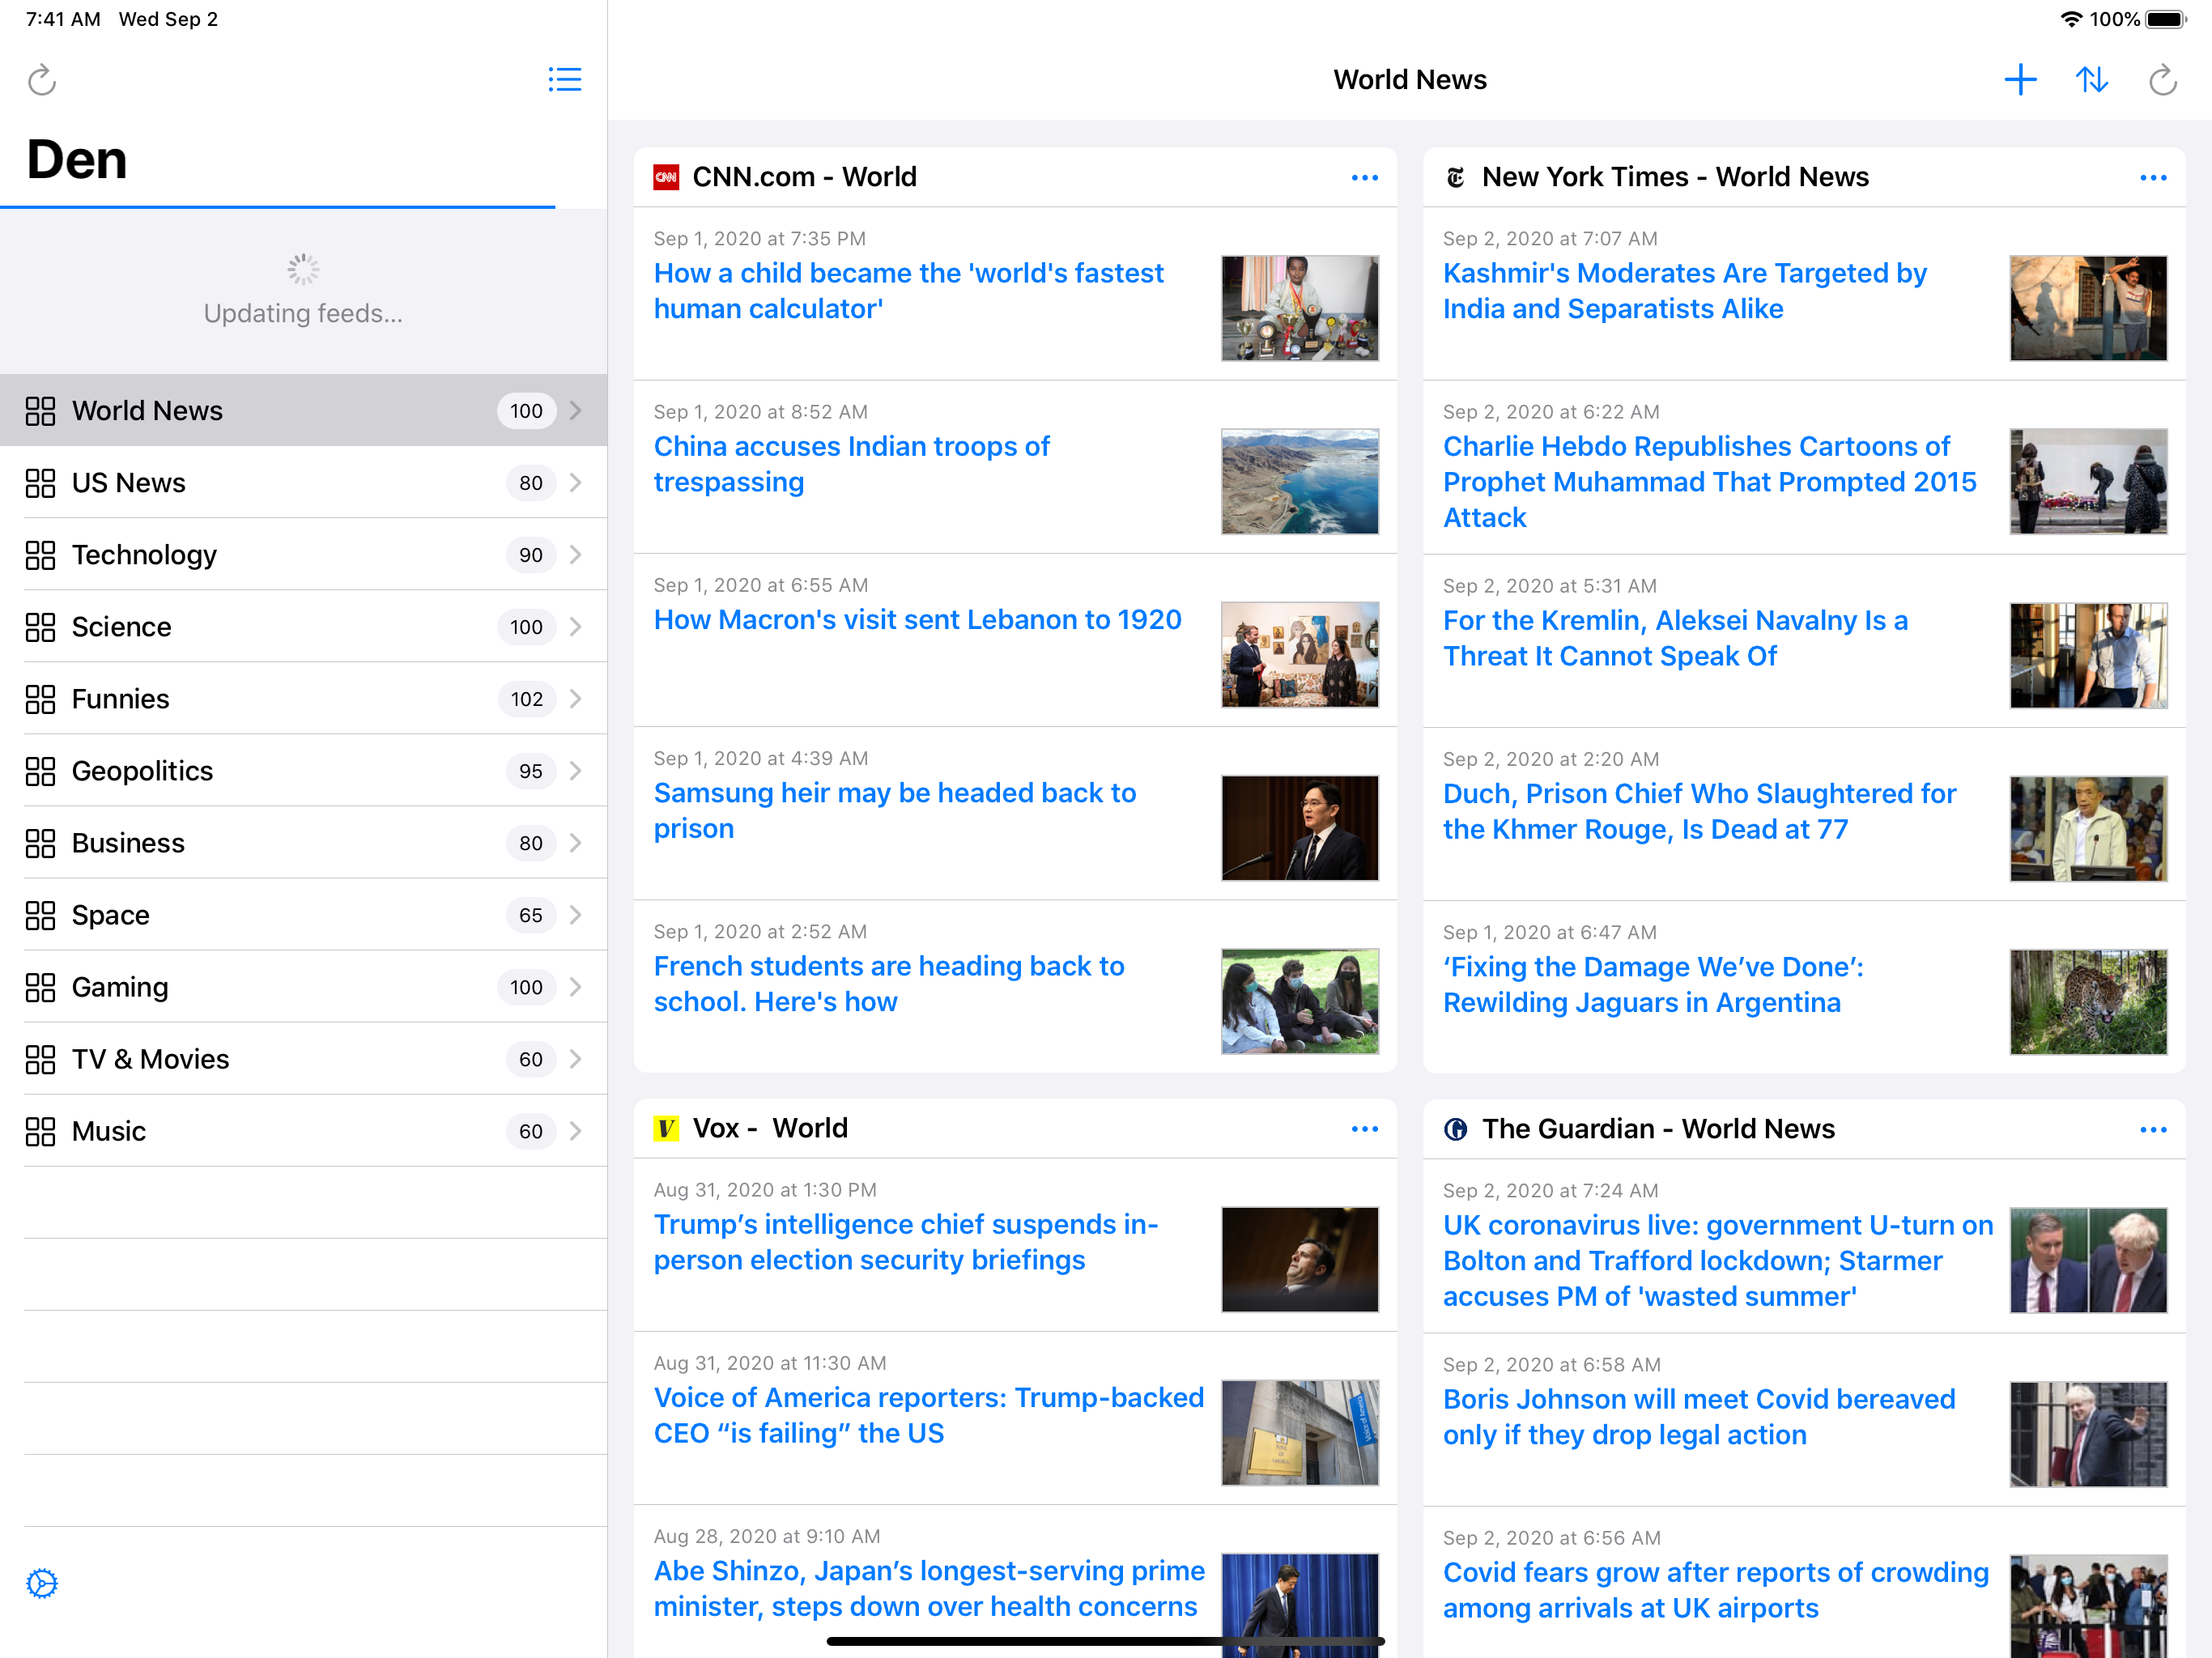 7:41 AM Wed Sep 2
100%
Den
Updating feeds...
World News 100
US News 80
Technology 90
Science 100
Funnies 102
Geopolitics 95
Business 80
Space 65
Gaming 100
TV & Movies 60
Music 60
World News
CNN CNN.com - World
Sep 1, 2020 at 7:35 PM
How a child became the 'world's fastest
human calculator'
Sep 1, 2020 at 8:52 AM
China accuses Indian troops of
trespassing
Sep 1, 2020 at 6:55 AM
How Macron's visit sent Lebanon to 1920
Sep 1, 2020 at 4:39 AM
Samsung heir may be headed back to
prison
Sep 1, 2020 at 2:52 AM
French students are heading back to
school. Here's how
New York Times - World News
Sep 2, 2020 at 7:07 AM
Kashmir's Moderates Are Targeted by
India and Separatists Alike
Sep 2, 2020 at 6:22 AM
Charlie Hebdo Republishes Cartoons of
Prophet Muhammad That Prompted 2015
Attack
Sep 2, 2020 at 5:31 AM
For the Kremlin, Aleksei Navalny Is a
Threat It Cannot Speak Of
Sep 2, 2020 at 2:20 AM
Duch, Prison Chief Who Slaughtered for
the Khmer Rouge, Is Dead at 77
Sep 1, 2020 at 6:47 AM
‘Fixing the Damage We’ve Done’:
Rewilding Jaguars in Argentina
V Vox - World
Aug 31, 2020 at 1:30 PM
Trump’s intelligence chief suspends in-
person election security briefings
Aug 31, 2020 at 11:30 AM
Voice of America reporters: Trump-backed
CEO “is failing” the US
Voice of America
Aug 28, 2020 at 9:10 AM
Abe Shinzo, Japan’s longest-serving prime
minister, steps down over health concerns
G The Guardian - World News
Sep 2, 2020 at 7:24 AM
UK coronavirus live: government U-turn on
Bolton and Trafford lockdown; Starmer
accuses PM of 'wasted summer'
Sep 2, 2020 at 6:58 AM
Boris Johnson will meet Covid bereaved
only if they drop legal action
Sep 2, 2020 at 6:56 AM
Covid fears grow after reports of crowding
among arrivals at UK airports